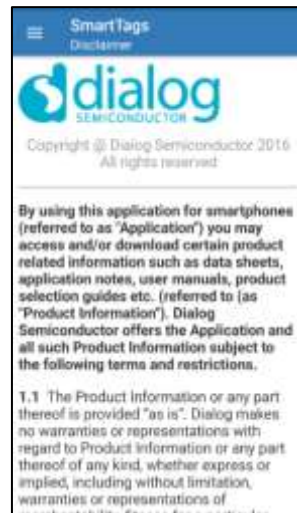 SmartTags
Disclaimer
dialog
SEMICONDUCTOR
Copyright @ Dialog Semiconductor 2016
All rights reserved
By using this application for smartphones
(referred to as "Application") you may
access and/or download certain product
related information such as data sheets,
application notes, user manuals, product
selection guides etc. (referred to (as
"Product Information"). Dialog
Semiconductor offers the Application and
all such Product Information subject to
the following terms and restrictions.
1.1 The Product Information or any part
thereof is provided "as is". Dialog makes
no warranties or representations with
regard to Product Information or any part
thereof of any kind, whether express or
implied, including without limitation,
warranties or representations of